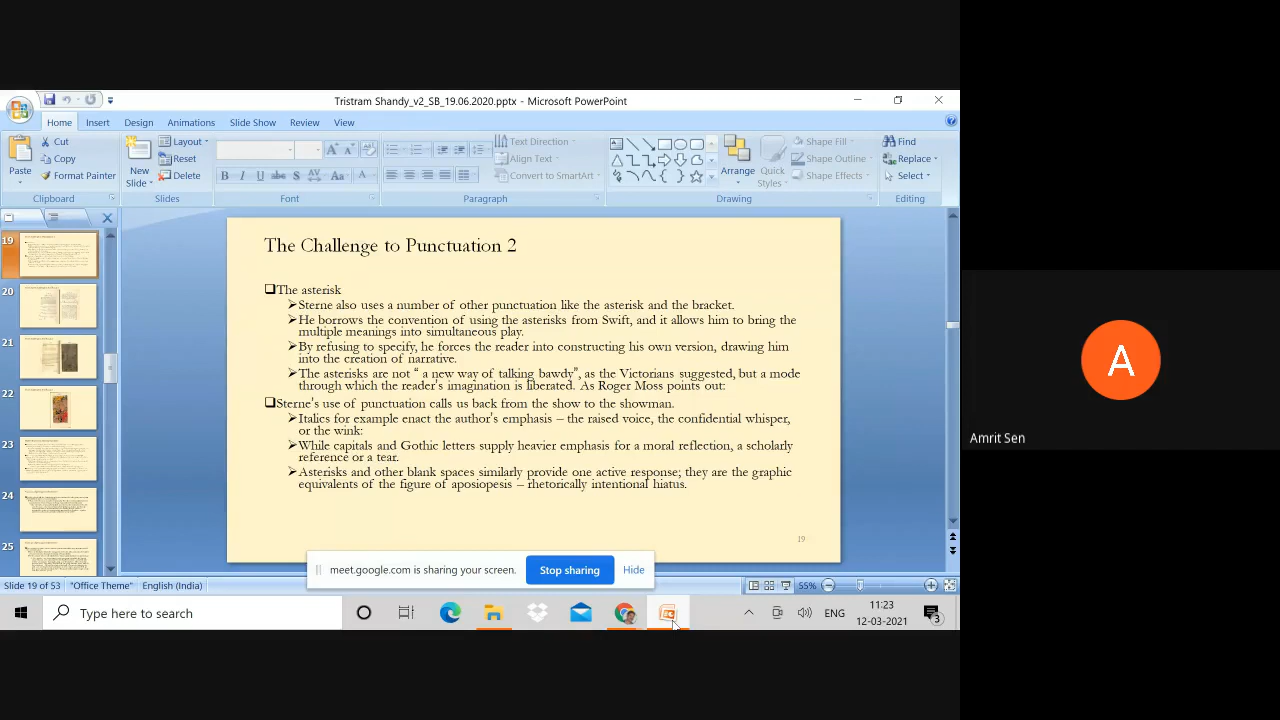 Tristram Shandy_v2_SB_19.06.2020.pptx - Microsoft PowerPoint
Home Insert Design Animations Slide Show Review View
Paste
Cut
Copy
Format Painter
Clipboard
New Slide
Layout
Reset
Delete
Slides
B I U abc S AV Aa A
Font
Text Direction
Align Text
Convert to SmartArt
Paragraph
Arrange
Quick Styles
Shape Fill
Shape Outline
Shape Effects
Drawing
Find
Replace
Select
Editing
19
20
21
22
23
24
25
The Challenge to Punctuation 2
The asterisk
Sterne also uses a number of other punctuation like the asterisk and the bracket.
He borrows the convention of using the asterisks from Swift, and it allows him to bring the
multiple meanings into simultaneous play.
By refusing to specify, he forces the reader into constructing his own version, drawing him
into the creation of narrative.
The asterisks are not “ a new way of talking bawdy”, as the Victorians suggested, but a mode
through which the reader's imagination is liberated. As Roger Moss points out:
Sterne's use of punctuation calls us back from the show to the showman.
Italics for example enact the author's emphasis – the raised voice, the confidential whisper,
or the wink:
While capitals and Gothic letter supply heavier emphasis for a moral reflection, a scholarly
reference or a tear.
Asterisks and other blank spaces similarly provide one active response; they are the graphic
equivalents of the figure of aposiopesis – rhetorically intentional hiatus.
19
meet.google.com is sharing your screen. Stop sharing Hide
Slide 19 of 53 "Office Theme" English (India) 55%
Type here to search
ENG
11:23
12-03-2021
3
A
Amrit Sen